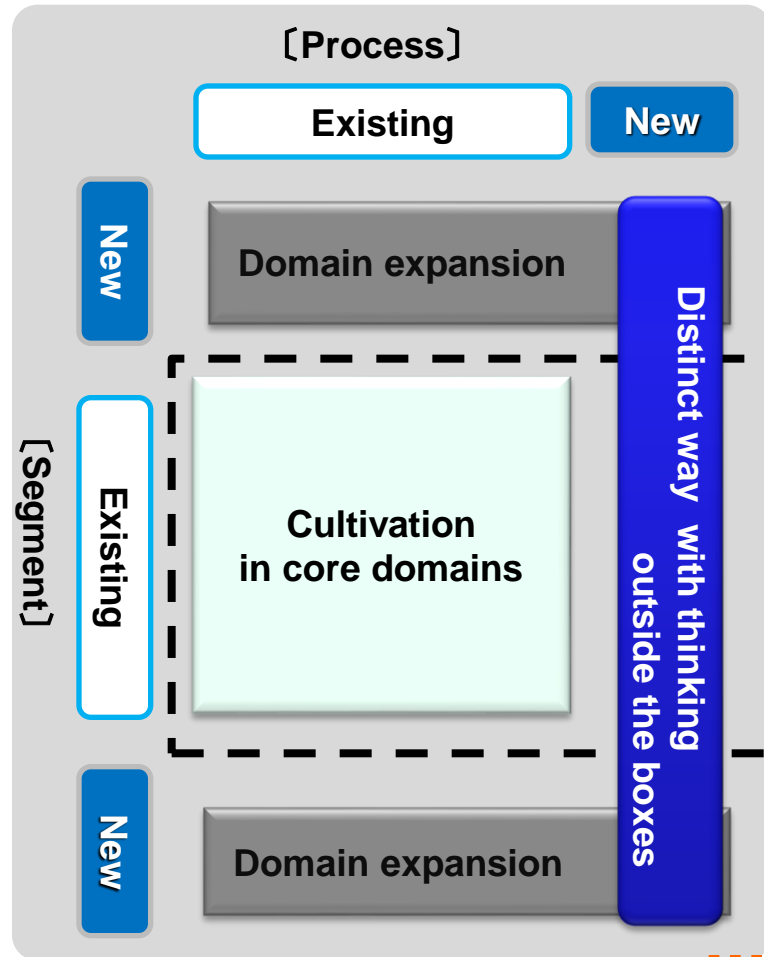 〔Process〕
Existing
New
New
Domain expansion
〔Segment〕
Existing
Cultivation
in core domains
Distinct way with thinking
outside the boxes
New
Domain expansion